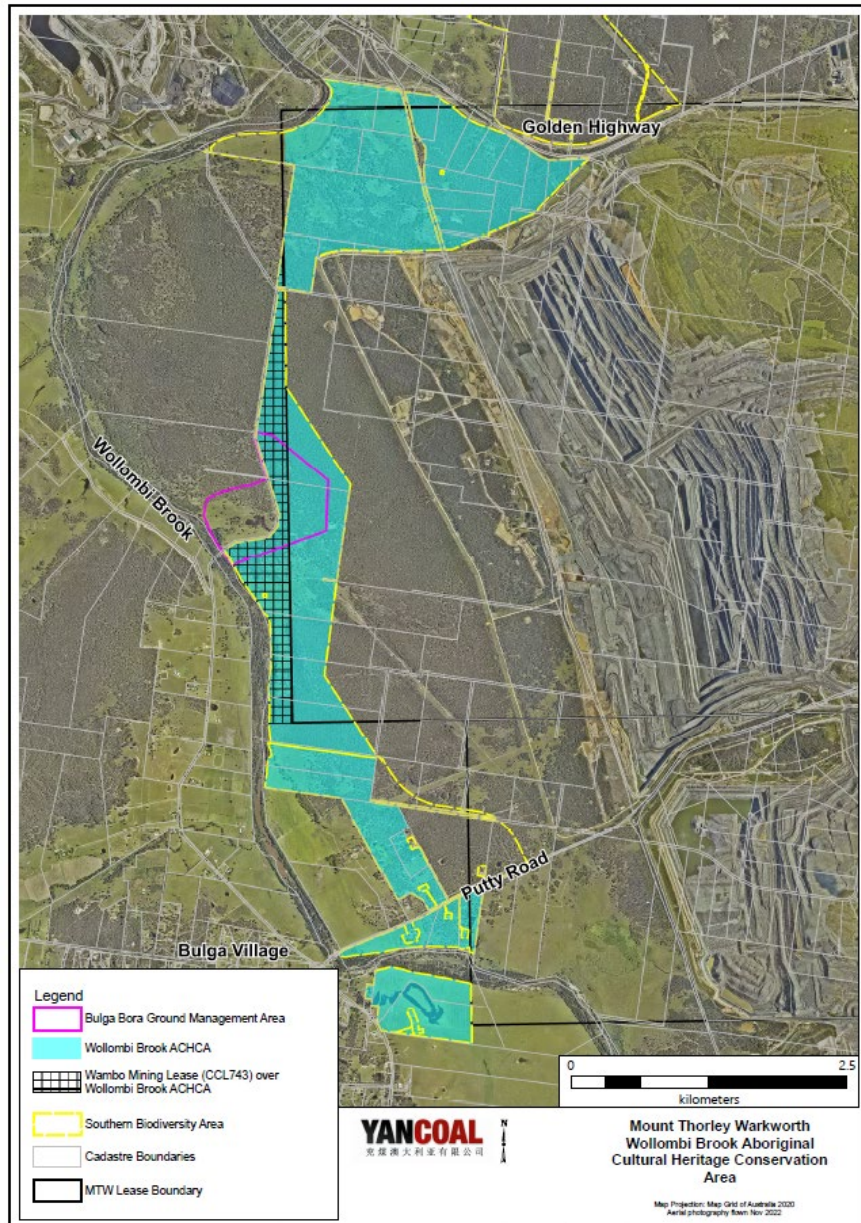 Golden Highway
Wollombi Brook
Putty Road
Bulga Village
Legend
Bulga Bora Ground Management Area
Wollombi Brook ACHCA
Wambo Mining Lease (CCL743) over
Wollombi Brook ACHCA
Southern Biodiversity Area
Cadastre Boundaries
MTW Lease Boundary
0 2.5
kilometers
YANCOAL
兖煤澳大利亚有限公司
N
Mount Thorley Warkworth
Wollombi Brook Aboriginal
Cultural Heritage Conservation
Area
Map Projection: Map Grid of Australia 2020
Aerial photography flown Nov 2022